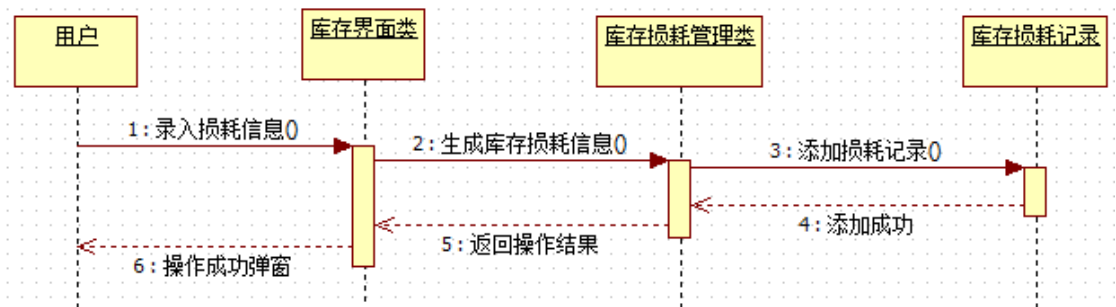 用户
库存界面类
库存损耗管理类
库存损耗记录
1:录入损耗信息()
2:生成库存损耗信息()
3:添加损耗记录()
4:添加成功
5:返回操作结果
6:操作成功弹窗